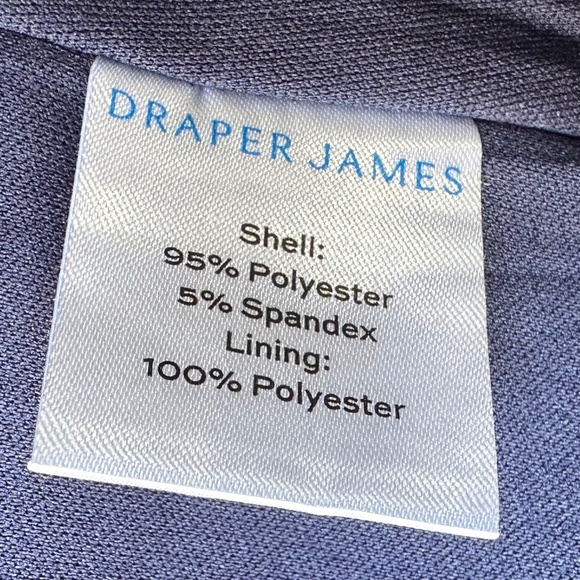 DRAPER JAMES
Shell:
95% Polyester
5% Spandex
Lining:
100% Polyester